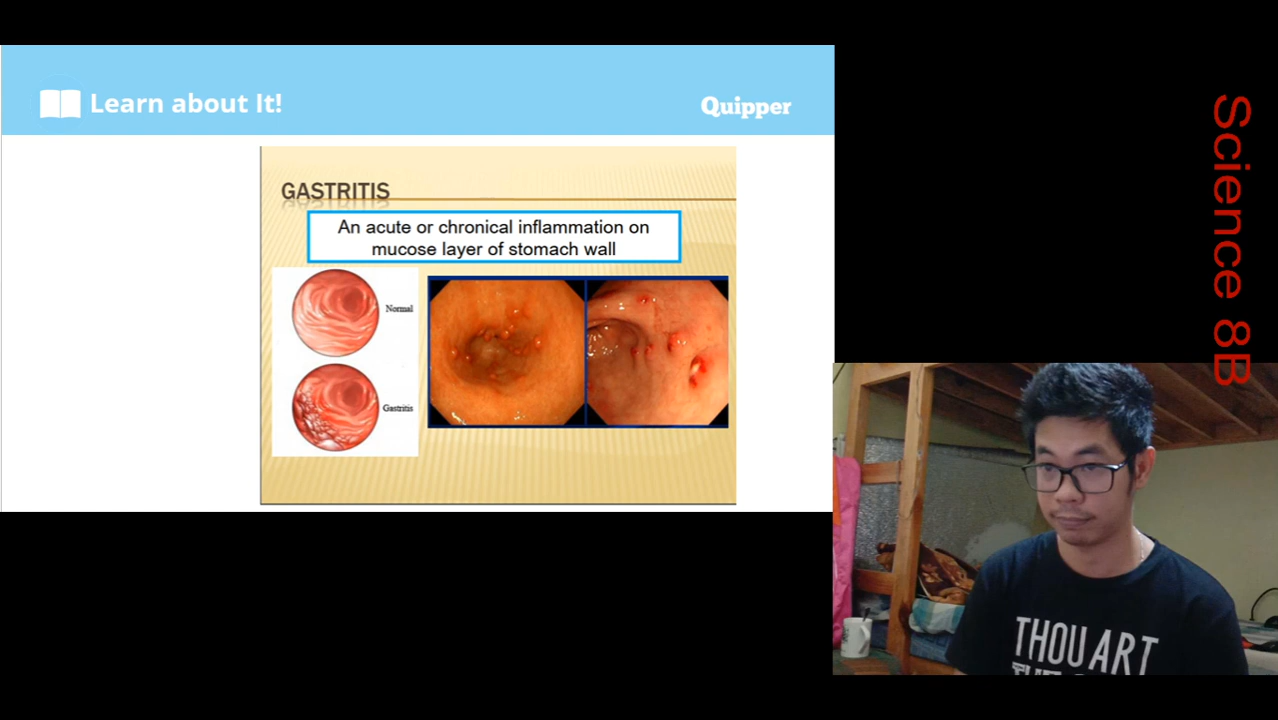 Learn about It!
Quipper
GASTRITIS
An acute or chronical inflammation on
mucose layer of stomach wall
Normal
Gastritis
Science 8B
THOU ART